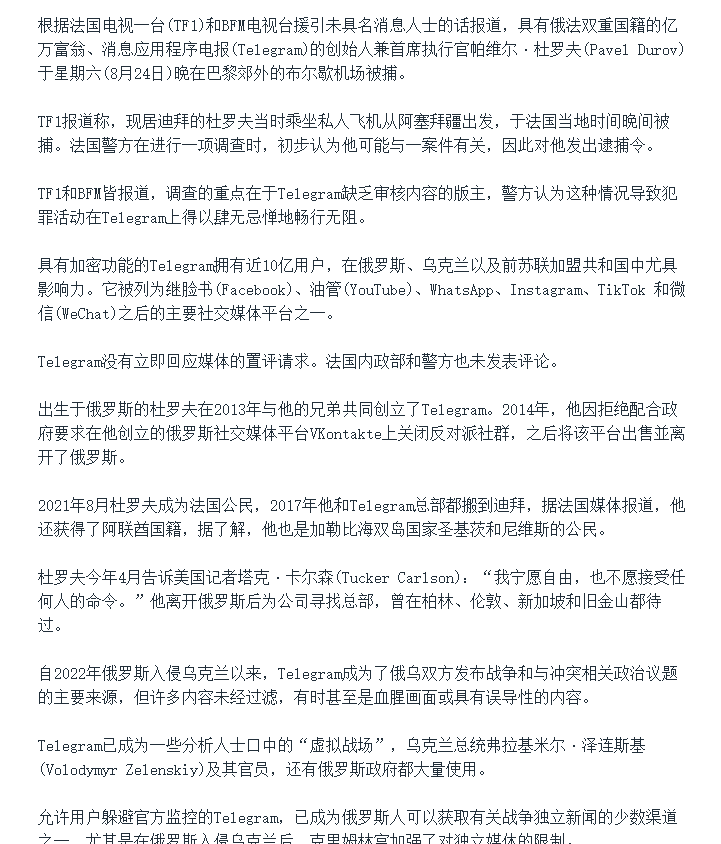 根据法国电视一台(TF1)和BFM电视台援引未具名消息人士的话报道，具有俄法双重国籍的亿
万富翁、消息应用程序电报(Telegram)的创始人兼首席执行官帕维尔·杜罗夫(Pavel Durov)
于星期六(8月24日)晚在巴黎郊外的布尔歇机场被捕。
TF1报道称，现居迪拜的杜罗夫当时乘坐私人飞机从阿塞拜疆出发，于法国当地时间晚间被
捕。法国警方在进行一项调查时，初步认为他可能与一案件有关，因此对他发出逮捕令。
TF1和BFM皆报道，调查的重点在于Telegram缺乏审核内容的版主，警方认为这种情况导致犯
罪活动在Telegram上得以肆无忌惮地畅行无阻。
具有加密功能的Telegram拥有近10亿用户，在俄罗斯、乌克兰以及前苏联加盟共和国中尤具
影响力。它被列为继脸书(Facebook)、油管(YouTube)、WhatsApp、Instagram、TikTok 和微
信(WeChat)之后的主要社交媒体平台之一。
Telegram没有立即回应媒体的置评请求。法国内政部和警方也未发表评论。
出生于俄罗斯的杜罗夫在2013年与他的兄弟共同创立了Telegram。2014年，他因拒绝配合政
府要求在他创立的俄罗斯社交媒体平台VKontakte上关闭反对派社群，之后将该平台出售並离
开了俄罗斯。
2021年8月杜罗夫成为法国公民，2017年他和Telegram总部都搬到迪拜，据法国媒体报道，他
还获得了阿联酋国籍，据了解，他也是加勒比海双岛国家圣基茨和尼维斯的公民。
杜罗夫今年4月告诉美国记者塔克·卡尔森(Tucker Carlson)：“我宁愿自由，也不愿接受任
何人的命令。”他离开俄罗斯后为公司寻找总部，曾在柏林、伦敦、新加坡和旧金山都待
过。
自2022年俄罗斯入侵乌克兰以来，Telegram成为了俄乌双方发布战争和与冲突相关政治议题
的主要来源，但许多内容未经过滤，有时甚至是血腥画面或具有误导性的内容。
Telegram已成为一些分析人士口中的“虚拟战场”，乌克兰总统弗拉基米尔·泽连斯基
(Volodymyr Zelenskiy)及其官员，还有俄罗斯政府都大量使用。
允许用户躲避官方监控的Telegram，已成为俄罗斯人可以获取有关战争独立新闻的少数渠道
之一，尤其是在俄罗斯入侵乌克兰后，克里姆林宫加强了对独立媒体的限制。